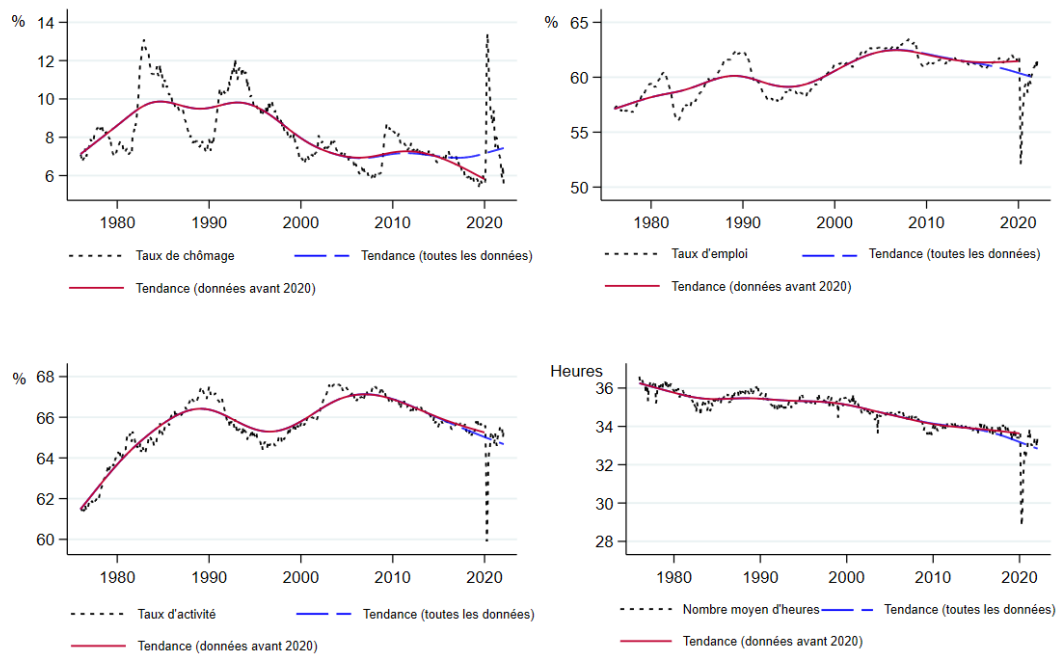 %
14
12
10
8
6
1980 1990 2000 2010 2020
Taux de chômage
Tendance (toutes les données)
Tendance (données avant 2020)
%
65
60
55
50
1980 1990 2000 2010 2020
Taux d'emploi
Tendance (toutes les données)
Tendance (données avant 2020)
%
68
66
64
62
60
1980 1990 2000 2010 2020
Taux d'activité
Tendance (toutes les données)
Tendance (données avant 2020)
Heures
36
34
32
30
28
1980 1990 2000 2010 2020
Nombre moyen d'heures
Tendance (toutes les données)
Tendance (données avant 2020)